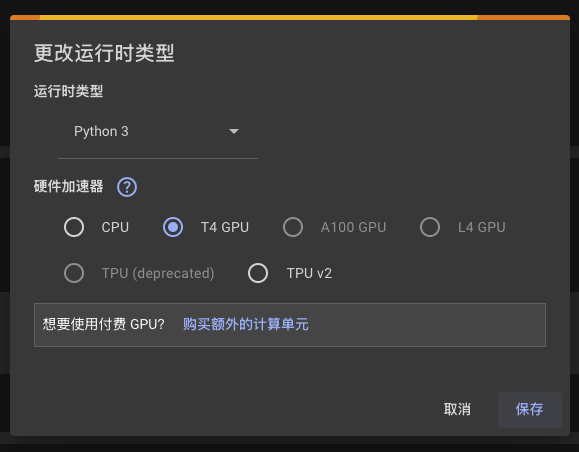 更改运行时类型
运行时类型
Python 3
硬件加速器 ?
CPU T4 GPU A100 GPU L4 GPU
TPU (deprecated) TPU v2
想要使用付费 GPU? 购买额外的计算单元
取消 保存